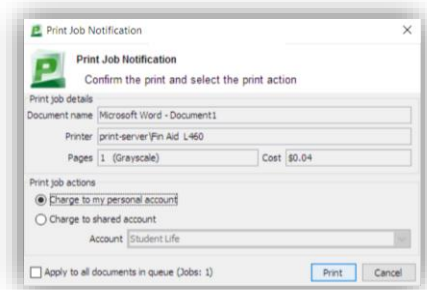 Print Job Notification
Print Job Notification
Confirm the print and select the print action
Print job details
Document name Microsoft Word - Document1
Printer print-server\Fin Aid L460
Pages 1 (Grayscale) Cost $0.04
Print job actions
Charge to my personal account
Charge to shared account
Account Student Life
Apply to all documents in queue (Jobs: 1) Print Cancel